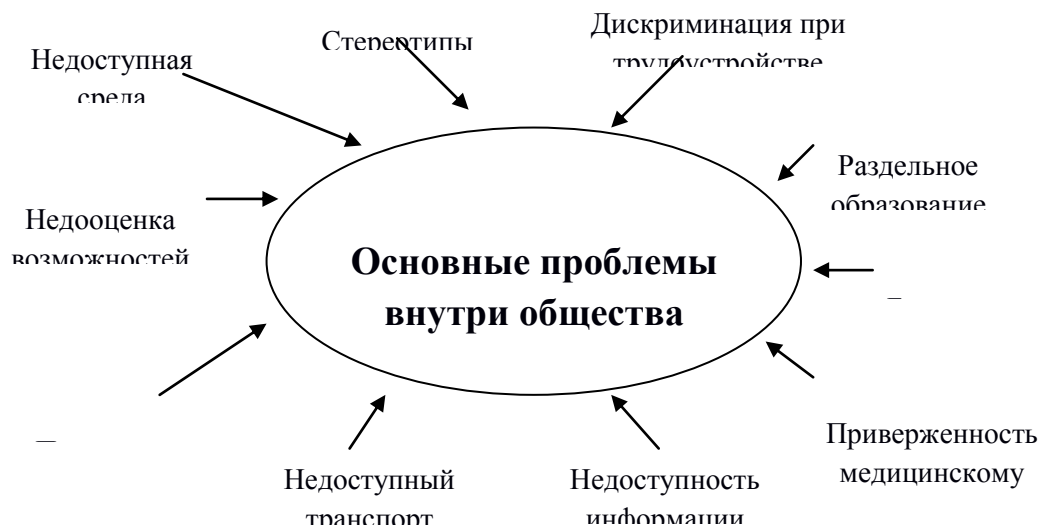 Стереотипы
Дискриминация при
трудоустройстве
Недоступная
среда
Раздельное
образование
Недооценка
возможностей
Основные проблемы
внутри общества
Приверженность
медицинскому
Недоступный
транспорт
Недоступность
информации